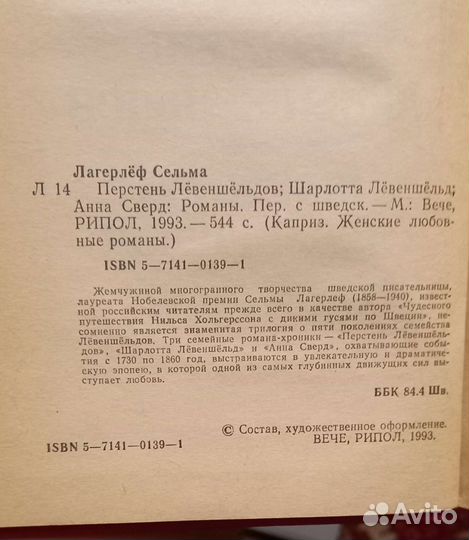 Лагерлёф Сельма
Л 14 Перстень Лёвеншёльдов; Шарлотта Лёвеншёльд;
Анна Сверд: Романы. Пер. с шведск. — М.: Вече,
РИПОЛ, 1993. — 544 с. (Каприз. Женские любов-
ные романы.)
ISBN 5—7141—0139—1
Жемчужиной многогранного творчества шведской писательницы,
лауреата Нобелевской премии Сельмы Лагерлеф (1858—1940), извест-
ной российским читателям прежде всего в качестве автора «Чудесного
путешествия Нильса Хольгерссона с дикими гусями по Швеции», не-
сомненно является знаменитая трилогия о пяти поколениях семейства
Лёвеншёльдов. Три семейные романа-хроники — «Перстень Лёвеншёль-
дов», «Шарлотта Лёвеншёльд» и «Анна Сверд», охватывающие собы-
тия с 1730 по 1860 год, выстраиваются в увлекательную и драматиче-
скую эпопею, в которой одной из самых глубинных движущих сил вы-
ступает любовь.
ББК 84.4 Шв.
© Состав, художественное оформление.
ISBN 5—7141—0139—1 ВЕЧЕ, РИПОЛ, 1993.
Avito